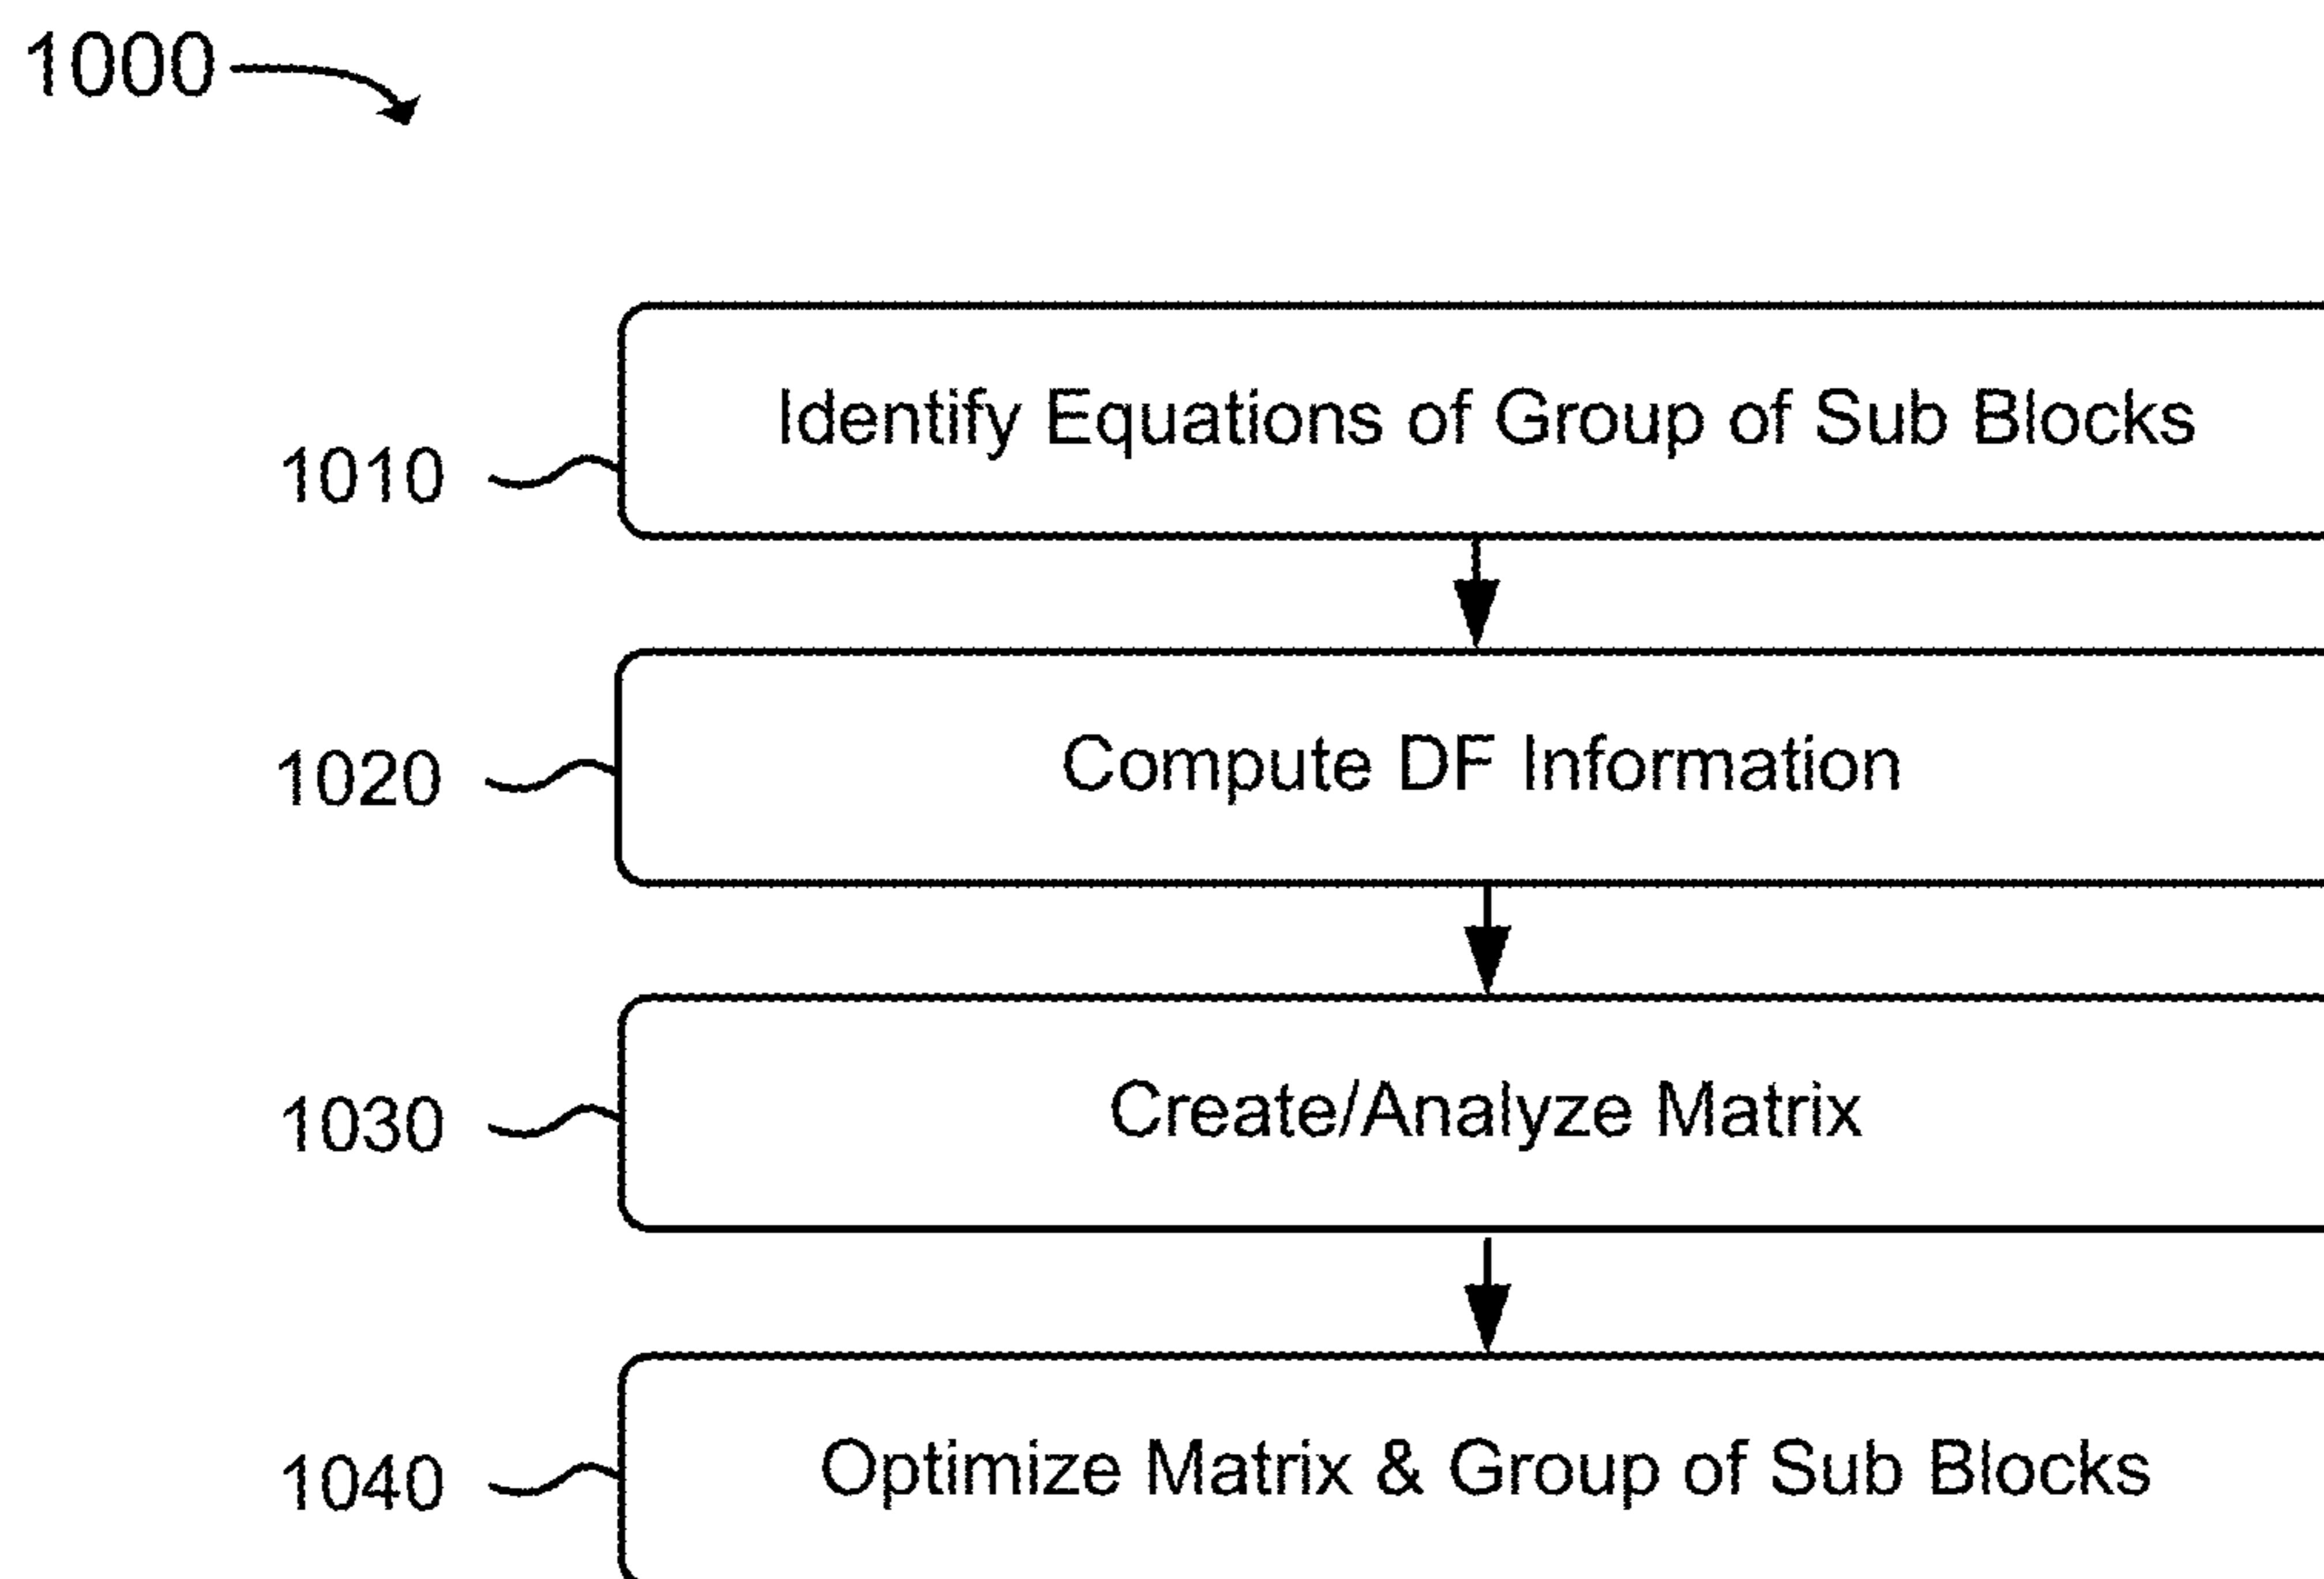 1000
Identify Equations of Group of Sub Blocks
1010
Compute DF Information
1020
Create/Analyze Matrix
1030
Optimize Matrix & Group of Sub Blocks
1040